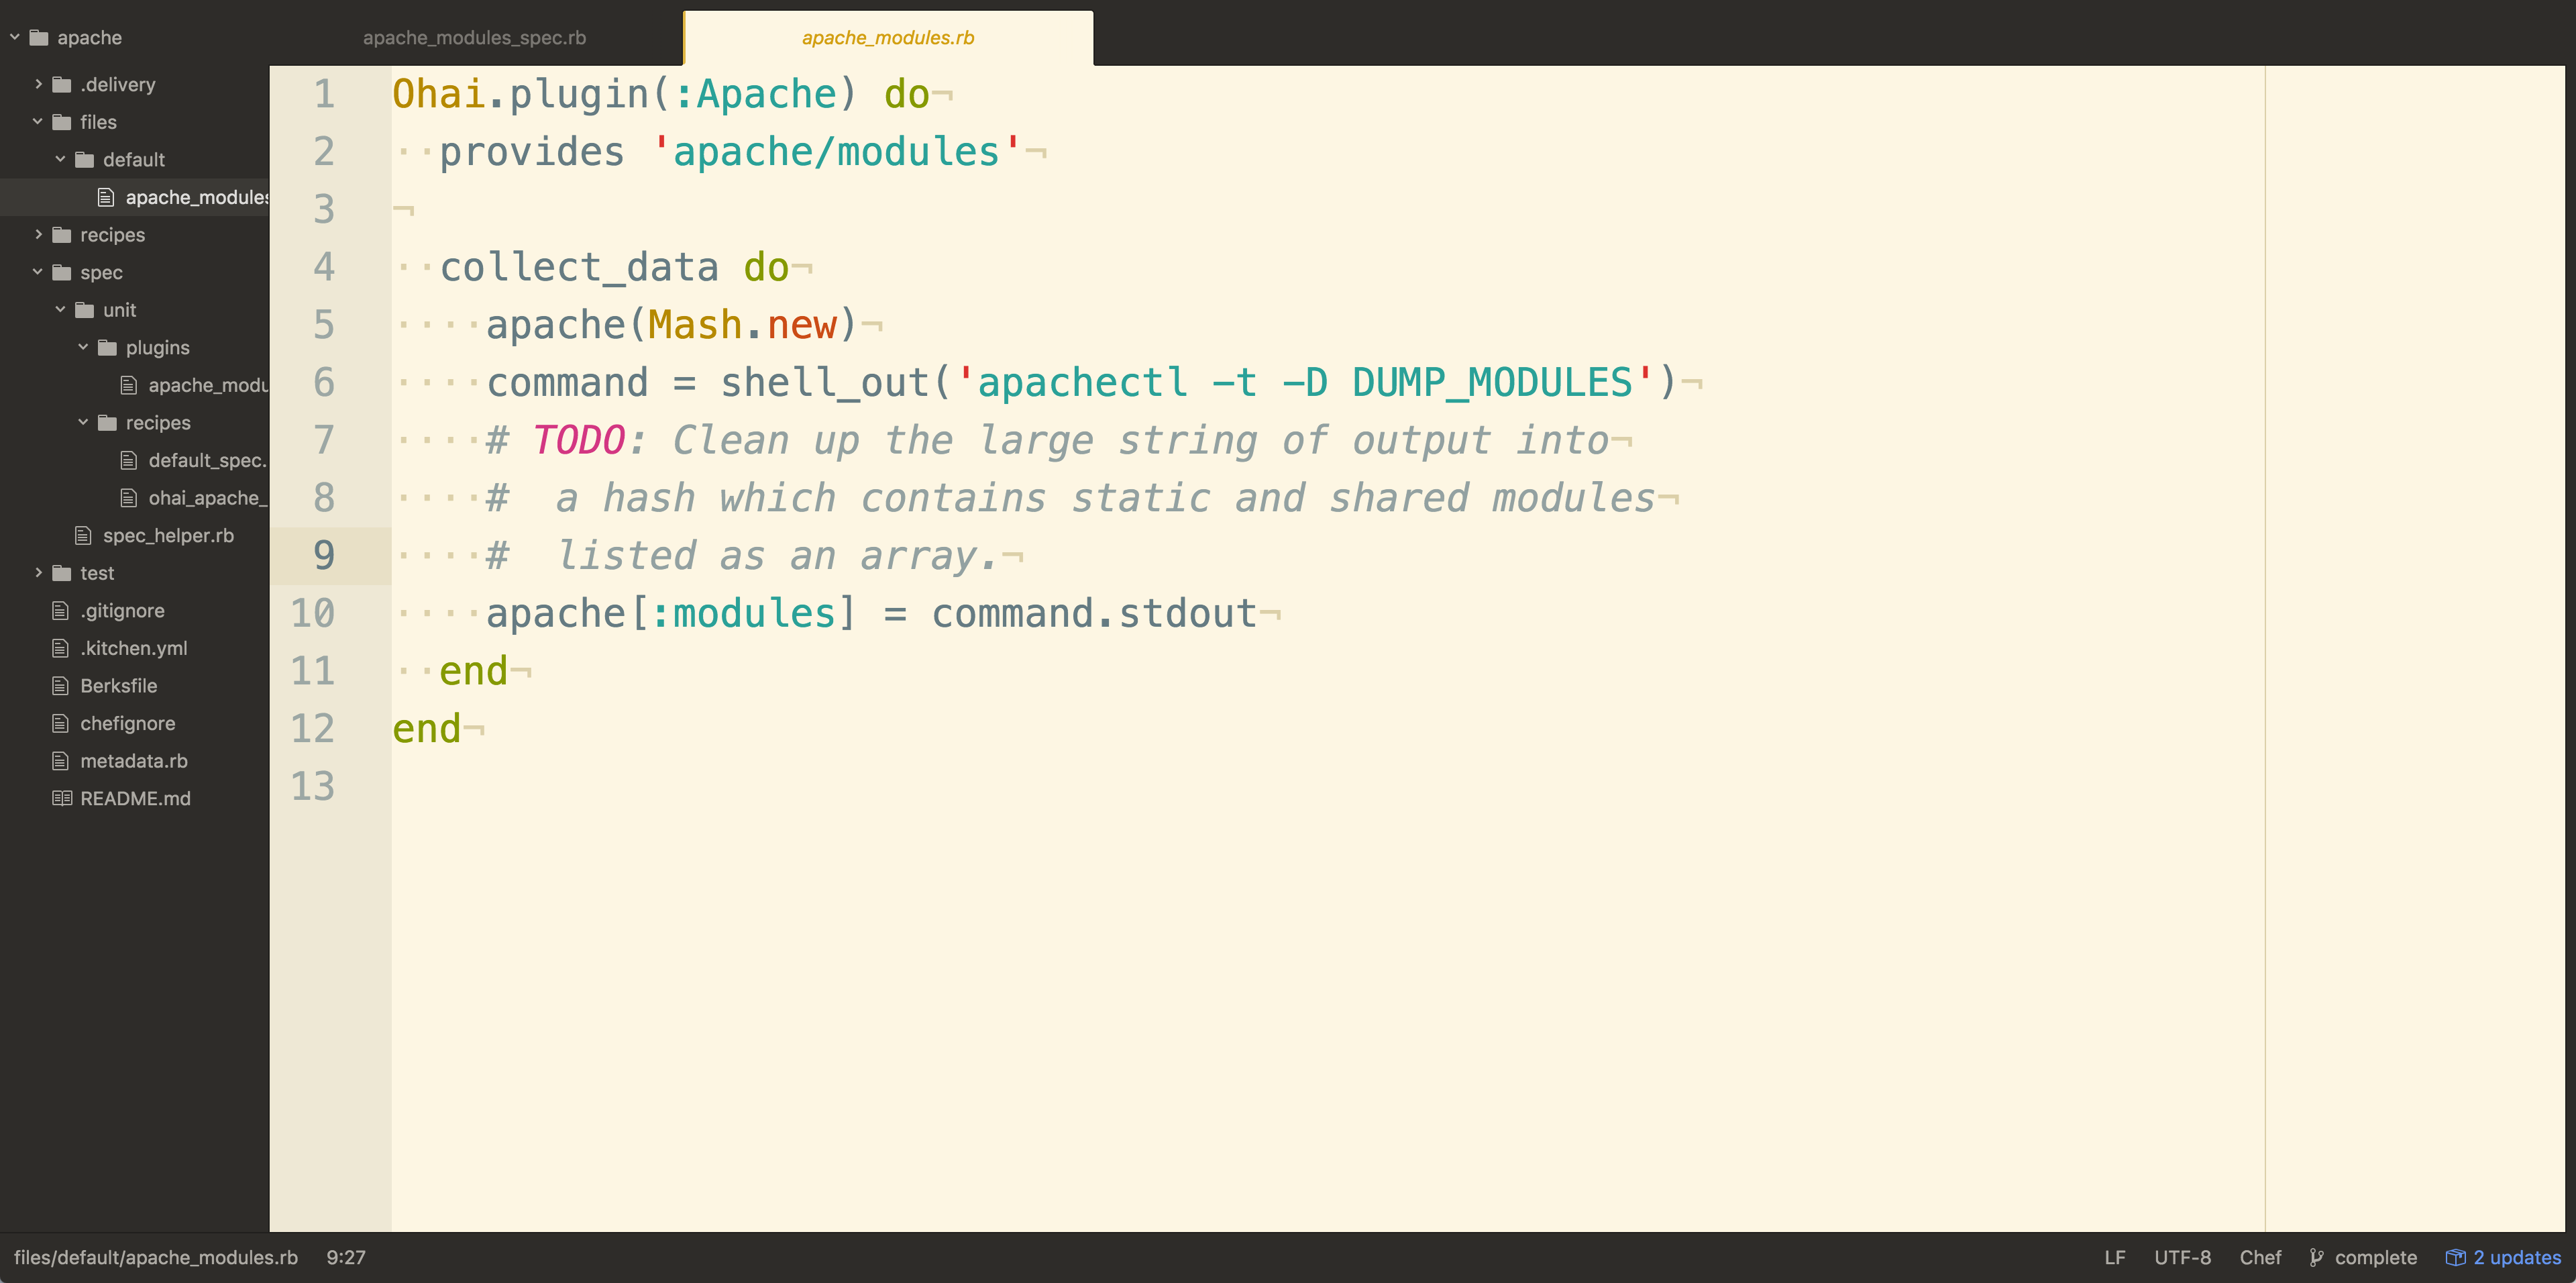 apache
.delivery
files
default
apache_modules
recipes
spec
unit
plugins
apache_modu
recipes
default_spec.
ohai_apache_
spec_helper.rb
test
.gitignore
.kitchen.yml
Berksfile
chefignore
metadata.rb
README.md
apache_modules_spec.rb
apache_modules.rb
1 Ohai.plugin(:Apache) do¬
2 ··provides 'apache/modules'¬
3 ¬
4 ··collect_data do¬
5 ····apache(Mash.new)¬
6 ····command = shell_out('apachectl -t -D DUMP_MODULES')¬
7 ····# TODO: Clean up the large string of output into¬
8 ····#  a hash which contains static and shared modules¬
9 ····#  listed as an array.¬
10 ····apache[:modules] = command.stdout¬
11 ··end¬
12 end¬
13
files/default/apache_modules.rb 9:27 LF UTF-8 Chef complete 2 updates